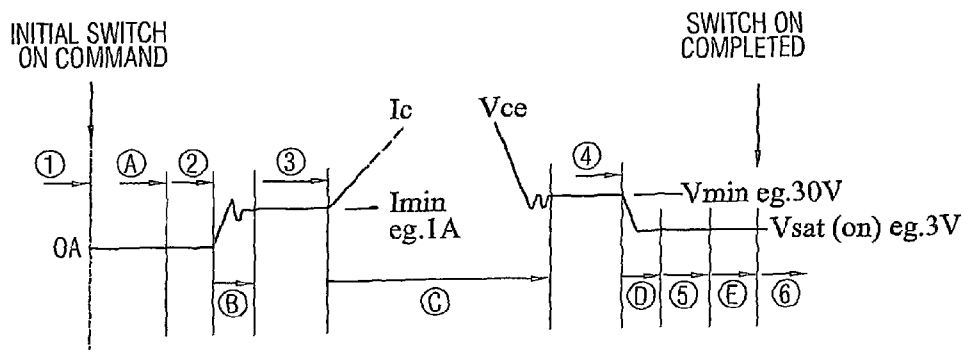 INITIAL SWITCH
ON COMMAND
SWITCH ON
COMPLETED
Ic
Vce
① Ⓐ ② ③ ④
Imin
eg.1A
Vmin eg.30V
OA
Vsat (on) eg.3V
Ⓑ Ⓒ Ⓓ ⑤ Ⓔ ⑥